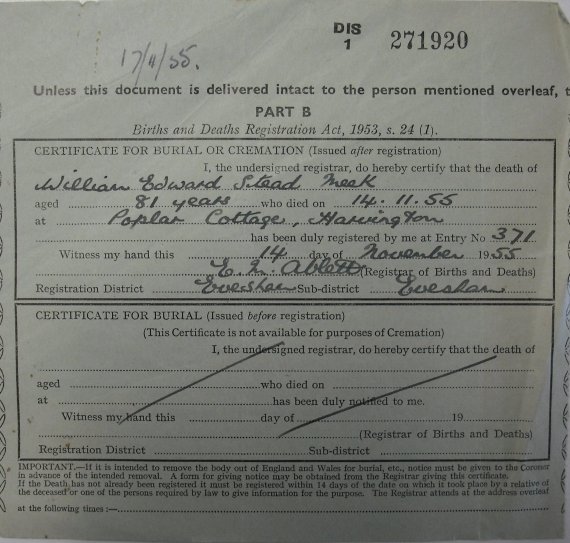 DIS
1 271920
17/11/55.
Unless this document is delivered intact to the person mentioned overleaf, t
PART B
Births and Deaths Registration Act, 1953, s. 24 (1).
CERTIFICATE FOR BURIAL OR CREMATION (Issued after registration)
I, the undersigned registrar, do hereby certify that the death of
William Edward Stead Meek
aged 81 years who died on 14.11.55
at Poplar Cottage, Harvington
has been duly registered by me at Entry No 371
Witness my hand this 14 day of November 1955
E. M. Ablett (Registrar of Births and Deaths)
Registration District Evesham Sub-district Evesham
CERTIFICATE FOR BURIAL (Issued before registration)
(This Certificate is not available for purposes of Cremation)
I, the undersigned registrar, do hereby certify that the death of
aged who died on
at has been duly notified to me.
Witness my hand this day of 19
(Registrar of Births and Deaths)
Registration District Sub-district
IMPORTANT.—If it is intended to remove the body out of England and Wales for burial, etc., notice must be given to the Coroner
in advance of the intended removal. A form for giving notice may be obtained from the Registrar giving this certificate.
If the Death has not already been registered it must be registered within 14 days of the date on which it took place by a relative of
the deceased or one of the persons required by law to give information for the purpose. The Registrar attends at the address overleaf
at the following times:—